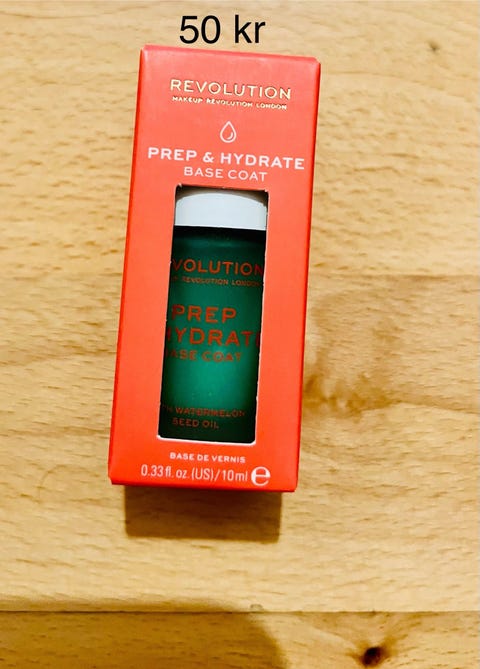 50 kr
REVOLUTION
MAKEUP REVOLUTION LONDON
PREP & HYDRATE
BASE COAT
VOLUTION
REVOLUTION LONDON
PREP
HYDRATE
BASE COAT
WATERMELON
SEED OIL
BASE DE VERNIS
0.33 fl. oz. (US)/10ml e